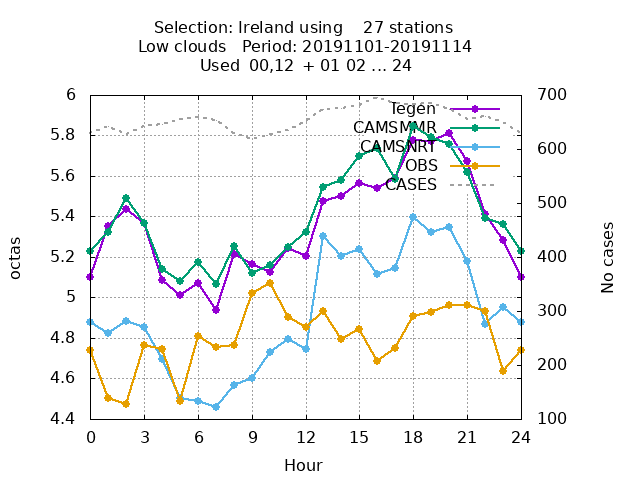 Selection: Ireland using 27 stations
Low clouds Period: 20191101-20191114
Used 00,12 + 01 02 ... 24
6
5.8
5.6
5.4
5.2
5
4.8
4.6
4.4
octas
700
600
500
400
300
200
100
No cases
Tegen
CAMSMMR
CAMSNRT
OBS
CASES
0 3 6 9 12 15 18 21 24
Hour